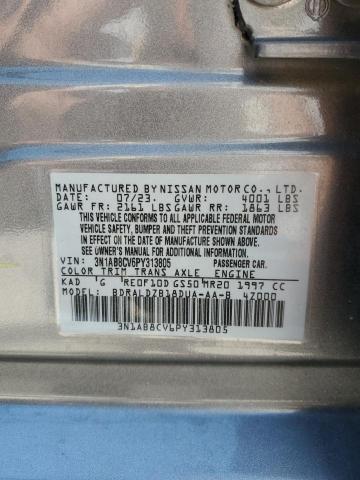 MANUFACTURED BY NISSAN MOTOR CO., LTD.
DATE: 07/23. GVWR: 4001 LBS
GAWR FR: 2161 LBS GAWR RR: 1863 LBS
THIS VEHICLE CONFORMS TO ALL APPLICABLE FEDERAL MOTOR
VEHICLE SAFETY, BUMPER, AND THEFT PREVENTION STANDARDS
IN EFFECT ON THE DATE OF MANUFACTURE SHOWN ABOVE.
SEE OWNER'S MANUAL FOR ADDITIONAL INFORMATION
VIN: 3N1AB8CV6PY313805 PASSENGER CAR.
COLOR TRIM TRANS AXLE ENGINE
KAD G RE0F10D GS50 MR20 1997 CC
MODEL: BDRALDZB18DUA-AA-B 4Z000
3N1AB8CV6PY313805